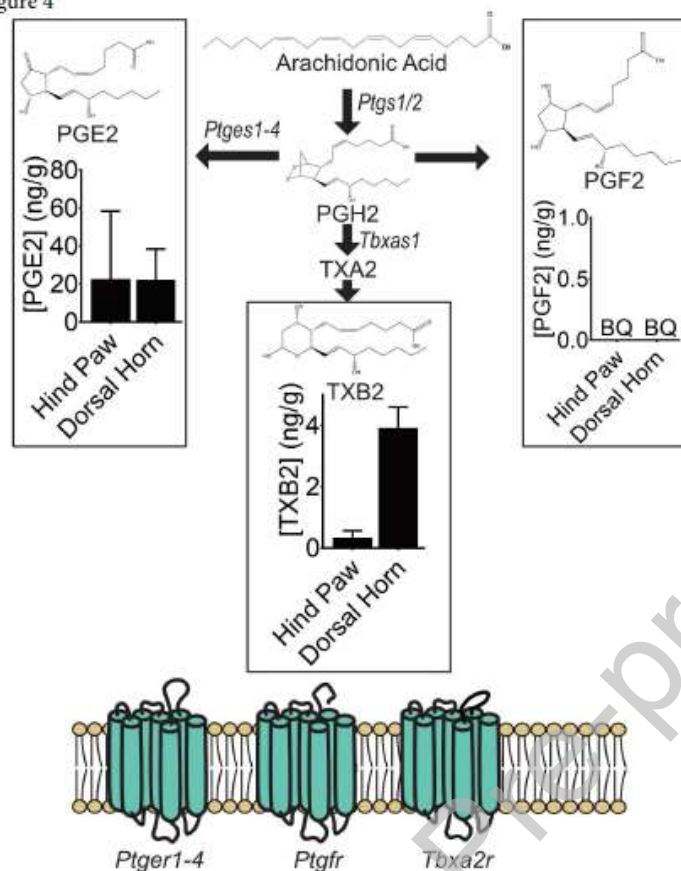 Figure 4
Arachidonic Acid
Ptgs1/2
Ptges1-4
PGE2
PGH2
PGF2
Tbxas1
TXA2
[PGE2] (ng/g)
80
60
40
20
0
Hind Paw
Dorsal Horn
[PGF2] (ng/g)
1.0
0.5
0.0
BQ BQ
Hind Paw
Dorsal Horn
TXB2
[TXB2] (ng/g)
4
2
0
Hind Paw
Dorsal Horn
Ptger1-4
Ptgfr
Tbxa2r